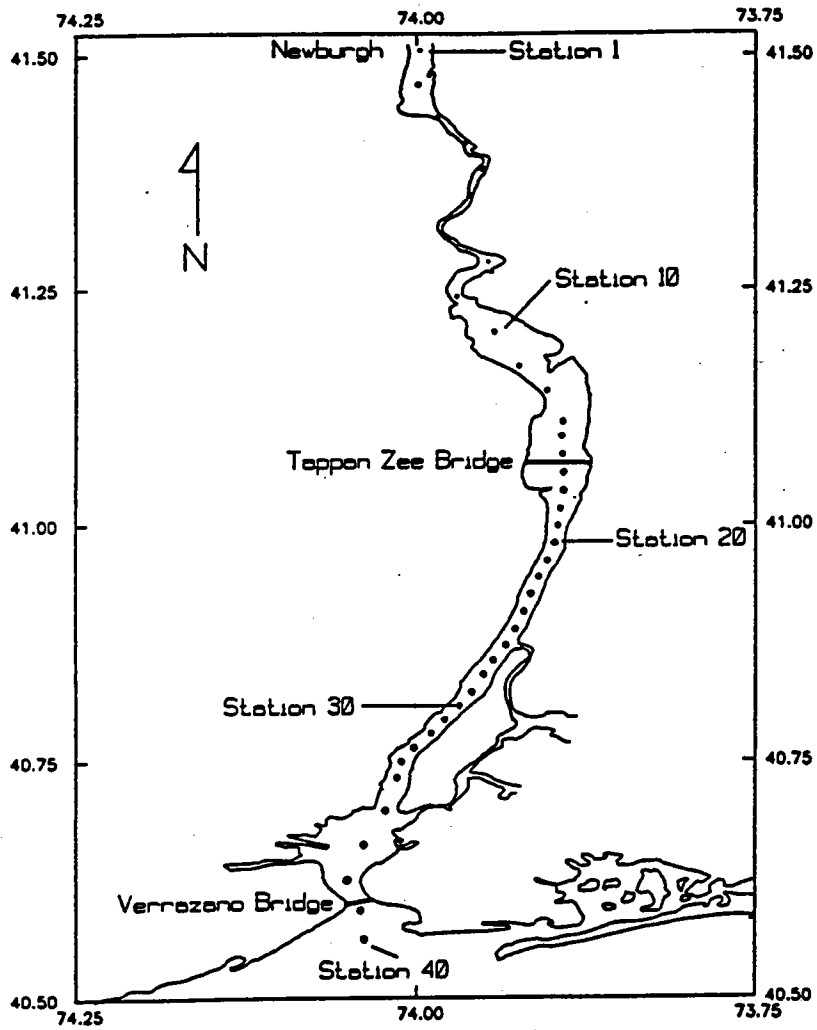 74.25 74.00 73.75
41.50 Newburgh Station 1 41.50
N
Station 10
41.25 41.25
Tappan Zee Bridge
41.00 41.00
Station 20
Station 30
40.75 40.75
Verrazano Bridge
Station 40
40.50 40.50
74.25 74.00 73.75